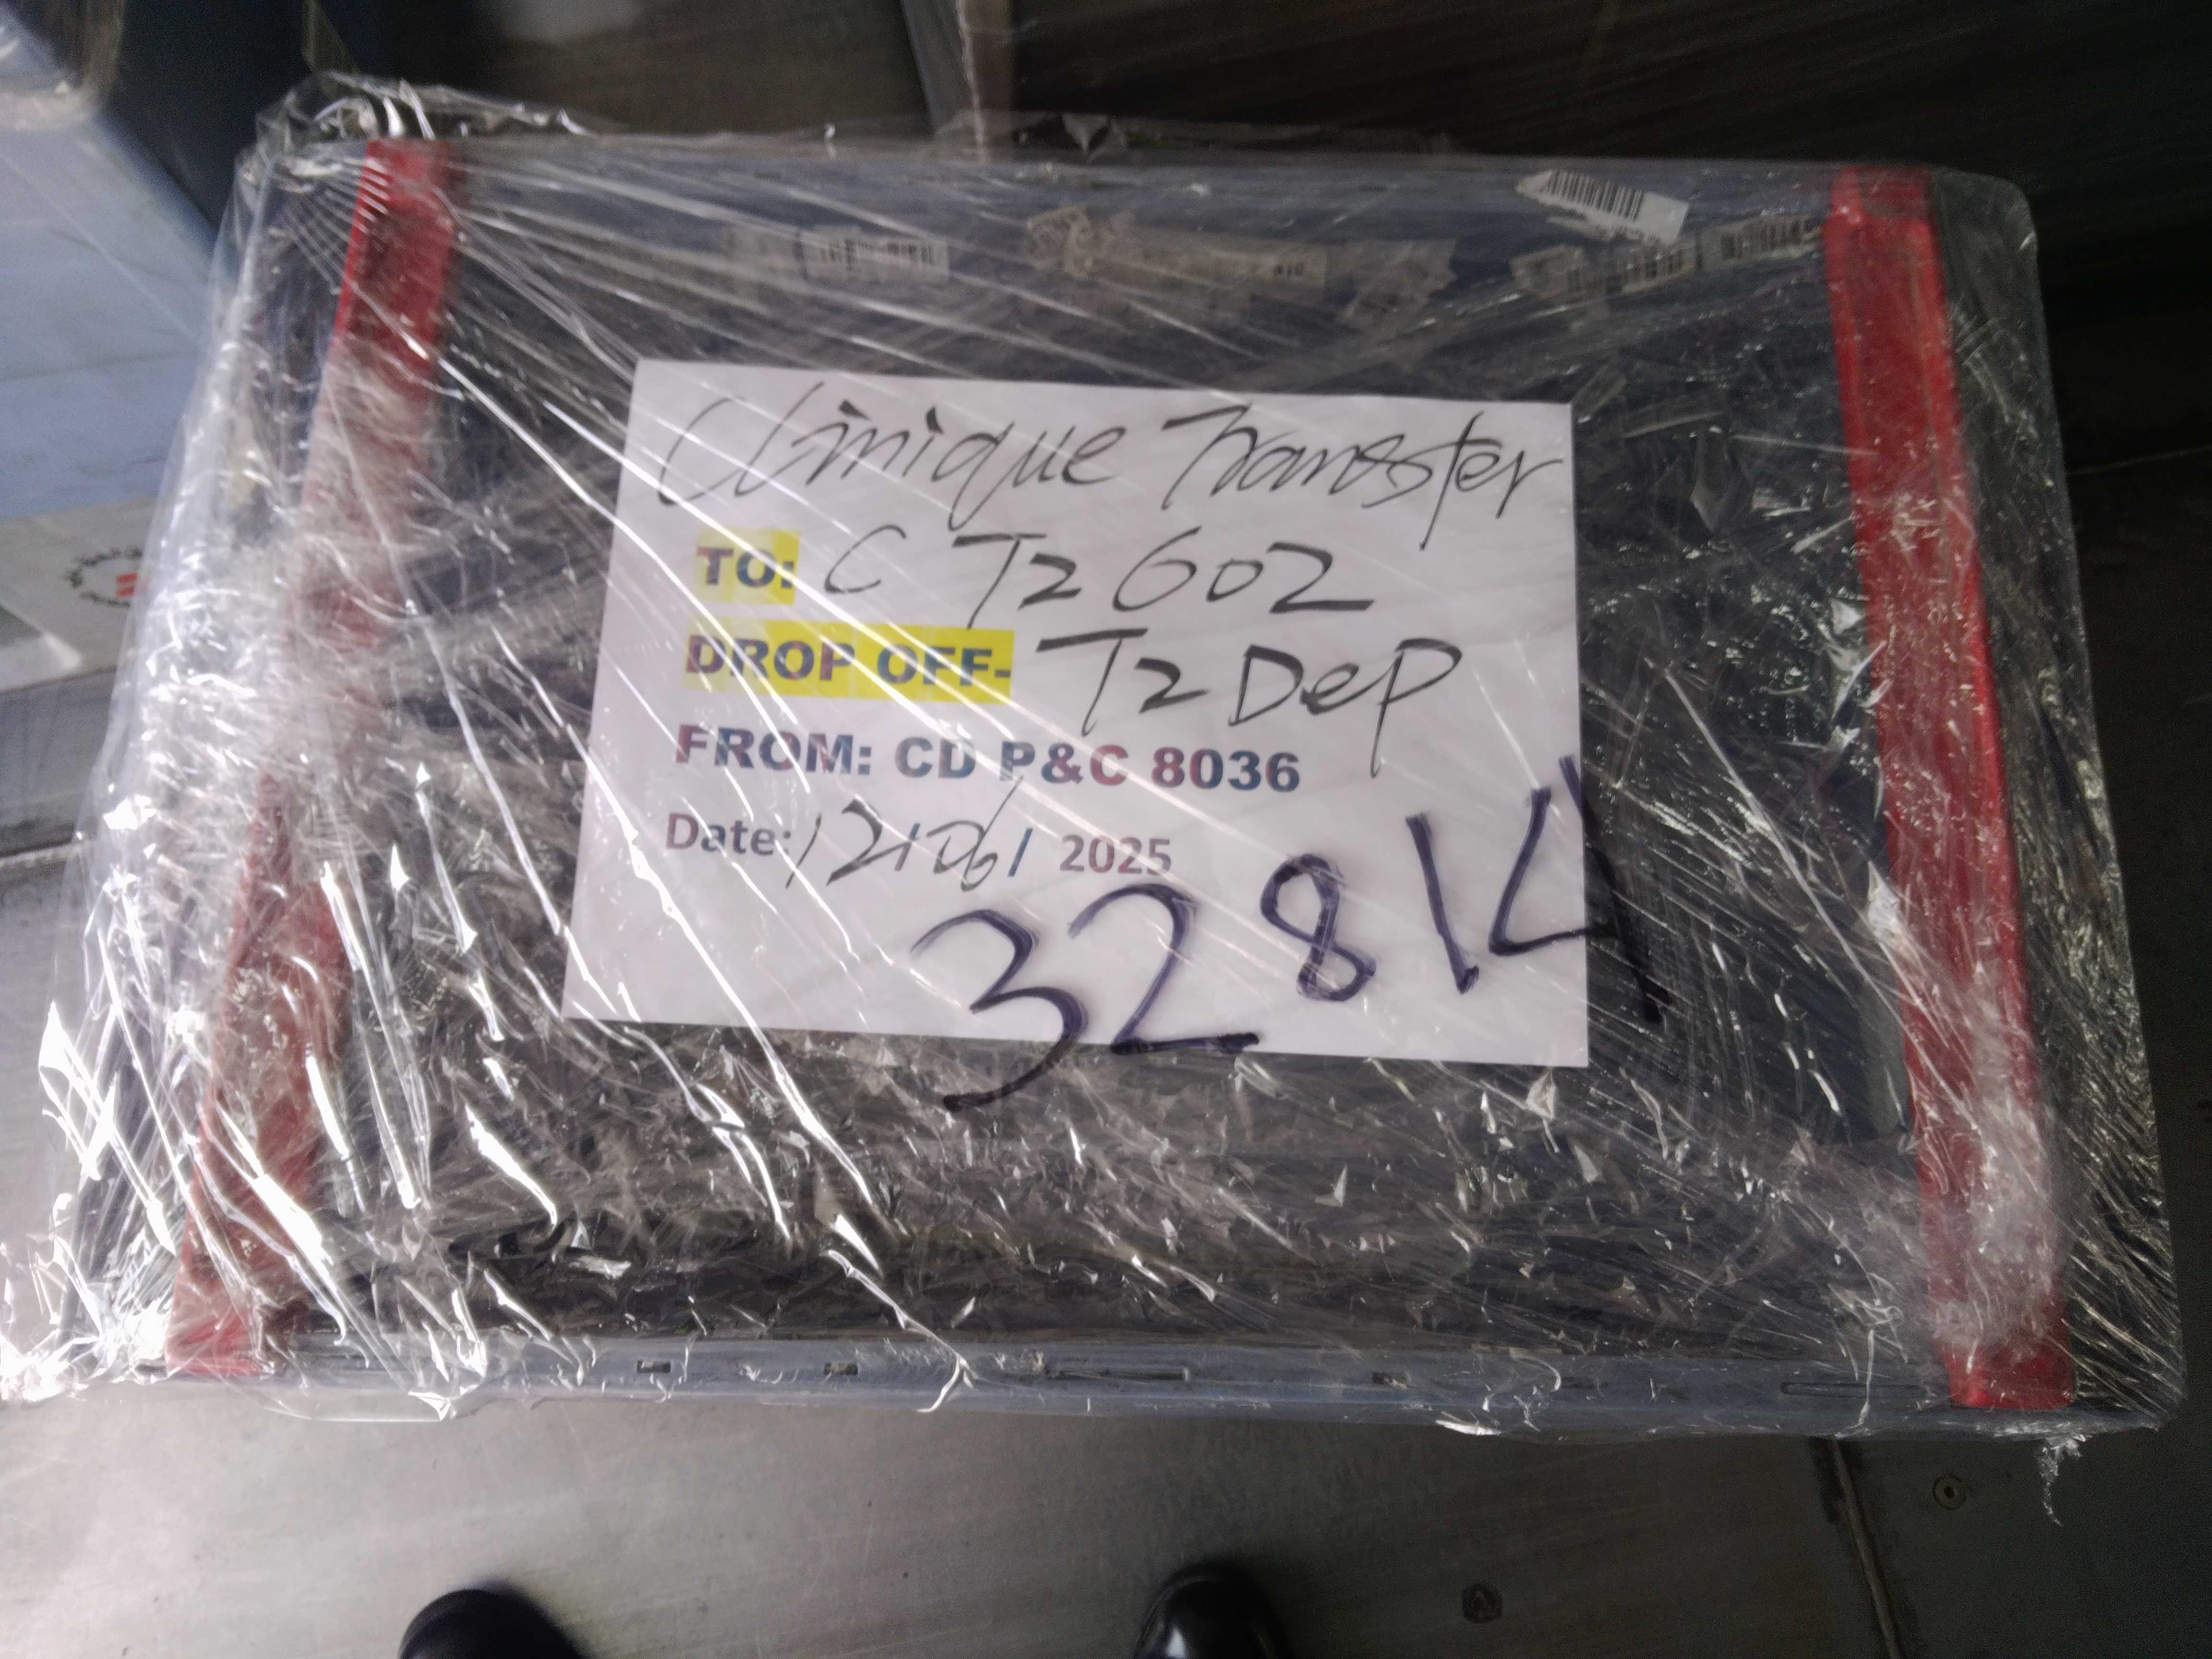 Clinique Transfer
TO: C T2 602
DROP OFF- T2 Dep
FROM: CD P&C 8036
Date: 12/06/ 2025
32814